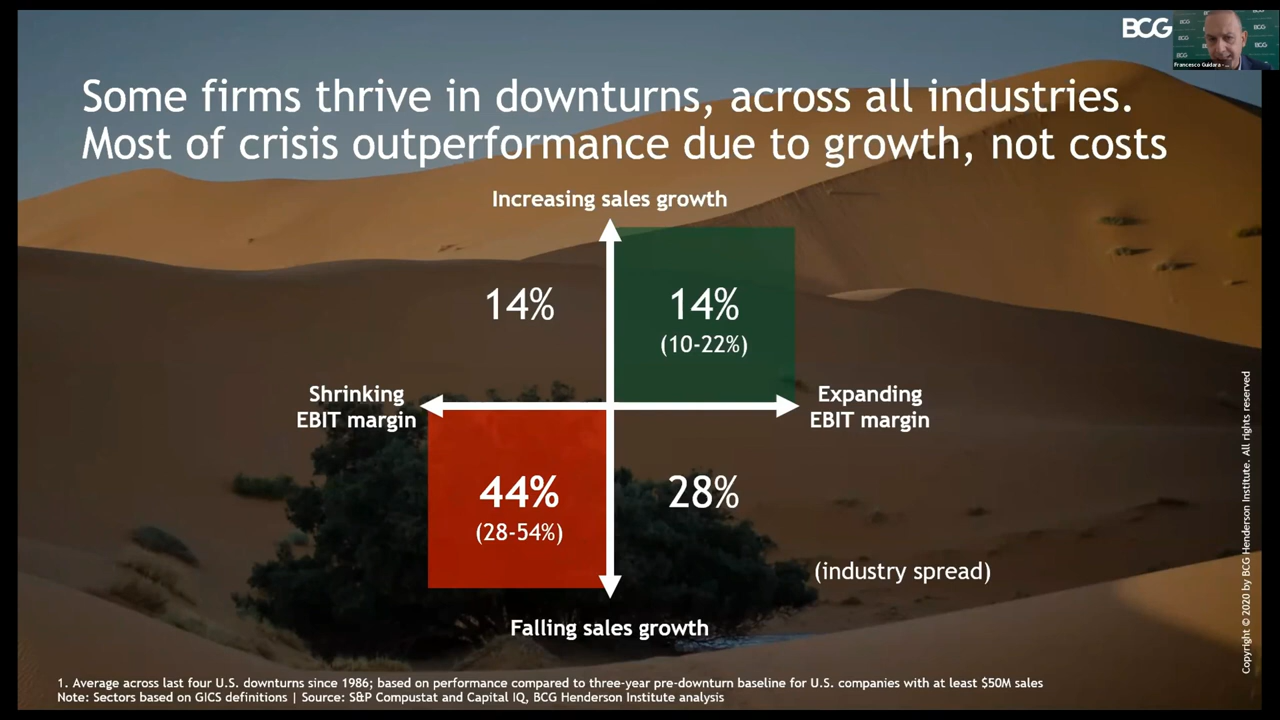 BCG
Francesco Guidara -
Some firms thrive in downturns, across all industries.
Most of crisis outperformance due to growth, not costs
Increasing sales growth
14%
14%
(10-22%)
Shrinking
EBIT margin
Expanding
EBIT margin
44%
(28-54%)
28%
(industry spread)
Falling sales growth
1. Average across last four U.S. downturns since 1986; based on performance compared to three-year pre-downturn baseline for U.S. companies with at least $50M sales
Note: Sectors based on GICS definitions | Source: S&P Compustat and Capital IQ, BCG Henderson Institute analysis
Copyright © 2020 by BCG Henderson Institute. All rights reserved